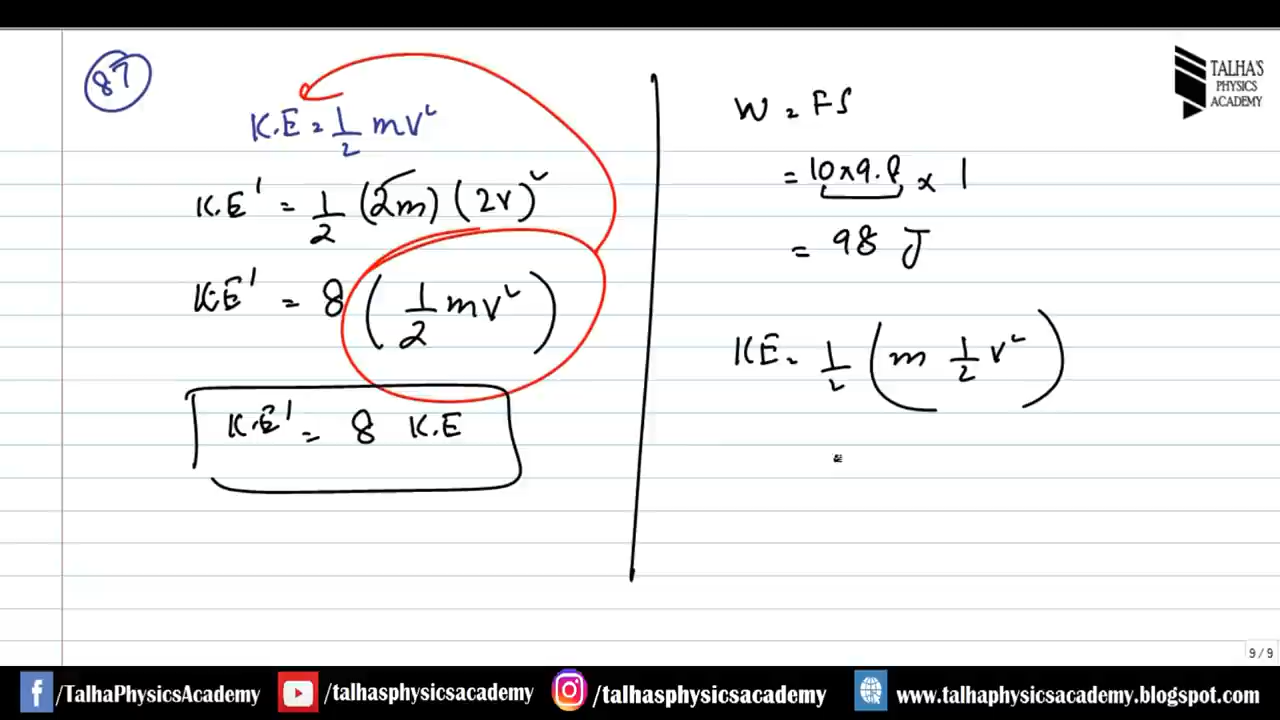 87
K.E = 1/2 mv²
K.E' = 1/2 (2m) (2v)²
K.E' = 8 (1/2 mv²)
K.E' = 8 K.E
W = FS
= 10×9.8 × 1
= 98 J
KE = 1/2 (m 1/2 v²)
=
TALHA'S
PHYSICS
ACADEMY
9 / 9
/TalhaPhysicsAcademy
/talhasphysicsacademy
/talhasphysicsacademy
www.talhaphysicsacademy.blogspot.com